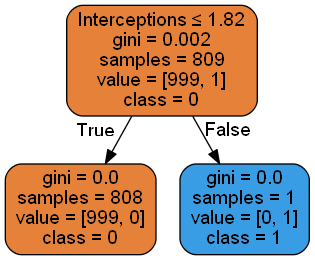 Interceptions ≤ 1.82
gini = 0.002
samples = 809
value = [999, 1]
class = 0
True
False
gini = 0.0
samples = 808
value = [999, 0]
class = 0
gini = 0.0
samples = 1
value = [0, 1]
class = 1